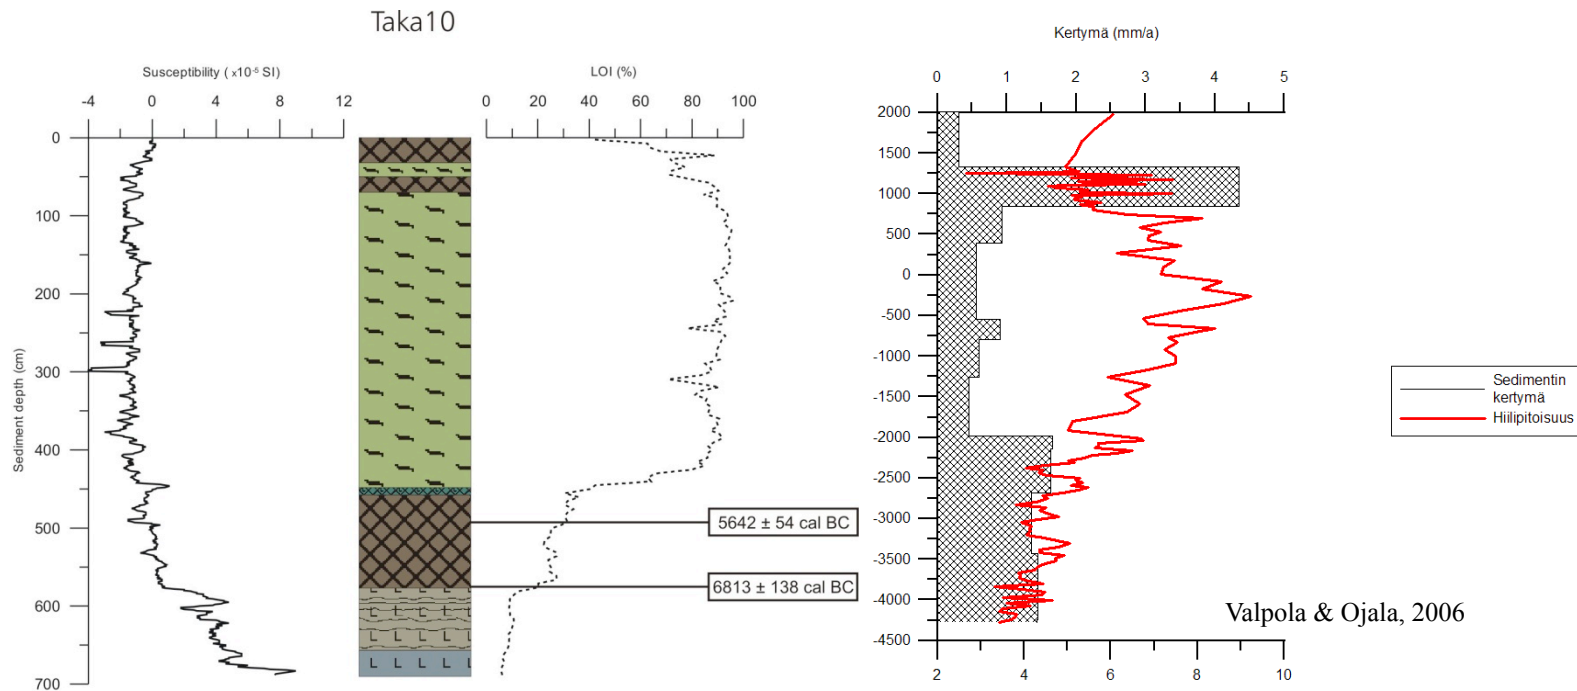 Taka10
Susceptibility ( x10⁻⁵ SI)
-4 0 4 8 12
LOI (%)
0 20 40 60 80 100
Sediment depth (cm)
0
100
200
300
400
500
600
700
L L L L
L L L L
L L L L
L L L L L
5642 ± 54 cal BC
6813 ± 138 cal BC
Kertymä (mm/a)
0 1 2 3 4 5
2000
1500
1000
500
0
-500
-1000
-1500
-2000
-2500
-3000
-3500
-4000
-4500
2 4 6 8 10
Sedimentin
kertymä
Hiilipitoisuus
Valpola & Ojala, 2006